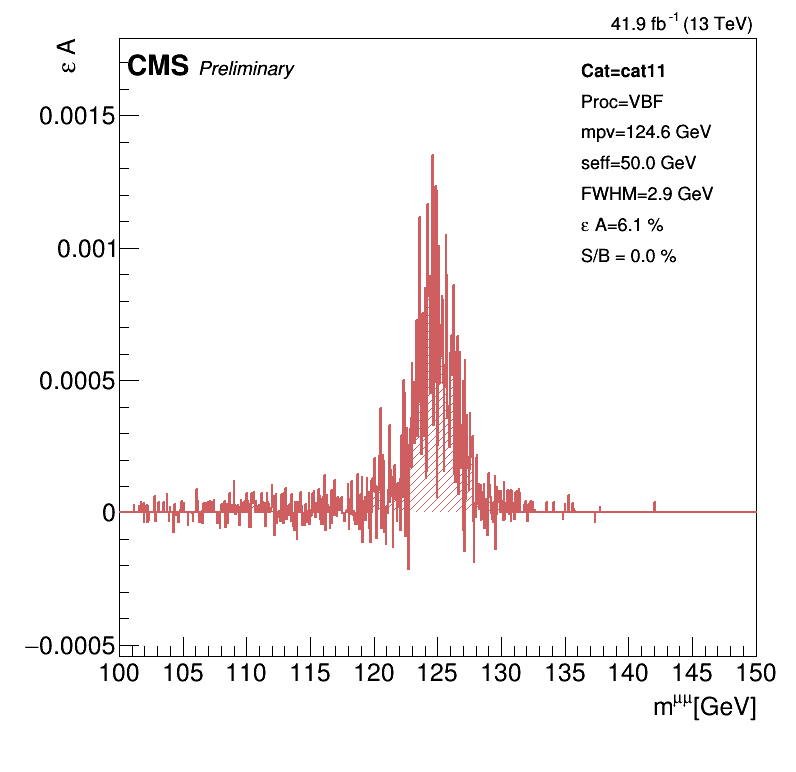 41.9 fb⁻¹ (13 TeV)
ε A
CMS Preliminary
Cat=cat11
Proc=VBF
mpv=124.6 GeV
seff=50.0 GeV
FWHM=2.9 GeV
ε A=6.1 %
S/B = 0.0 %
0.0015
0.001
0.0005
0
−0.0005
100 105 110 115 120 125 130 135 140 145 150
m^μμ[GeV]